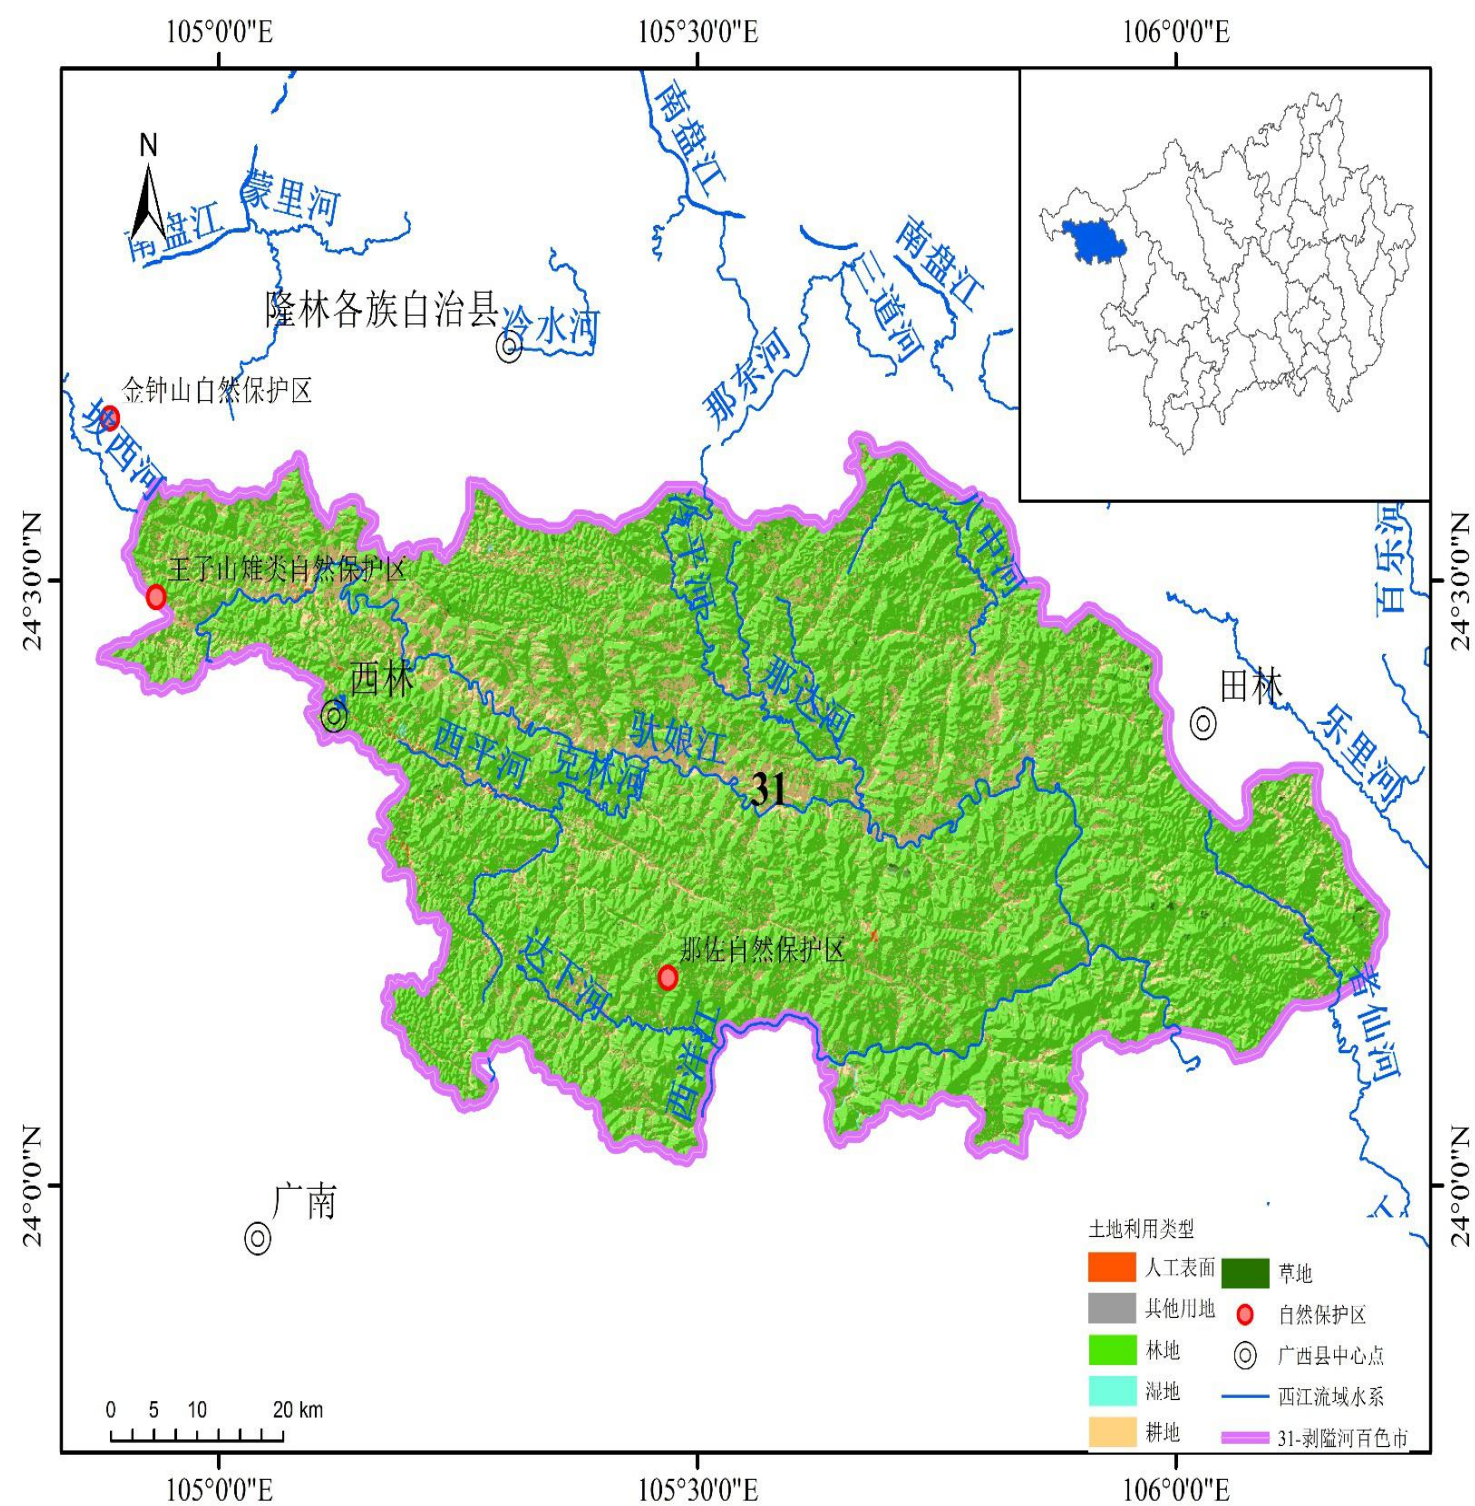 105°0'0"E
105°30'0"E
106°0'0"E
N
南盘江
蒙里河
南盘江
南盘江
三道河
隆林各族自治县
冷水河
那东河
金钟山自然保护区
坡西河
24°30'0"N
24°30'0"N
百乐河
八中河
平河
王子山雉类自然保护区
西林
那达河
田林
乐里河
驮娘江
西平河
克林河
31
那佐自然保护区
达下河
西洋江
者仙河
24°0'0"N
24°0'0"N
广南
土地利用类型
人工表面
其他用地
林地
湿地
耕地
草地
自然保护区
广西县中心点
西江流域水系
31-剥隘河百色市
0 5 10 20 km
105°0'0"E
105°30'0"E
106°0'0"E